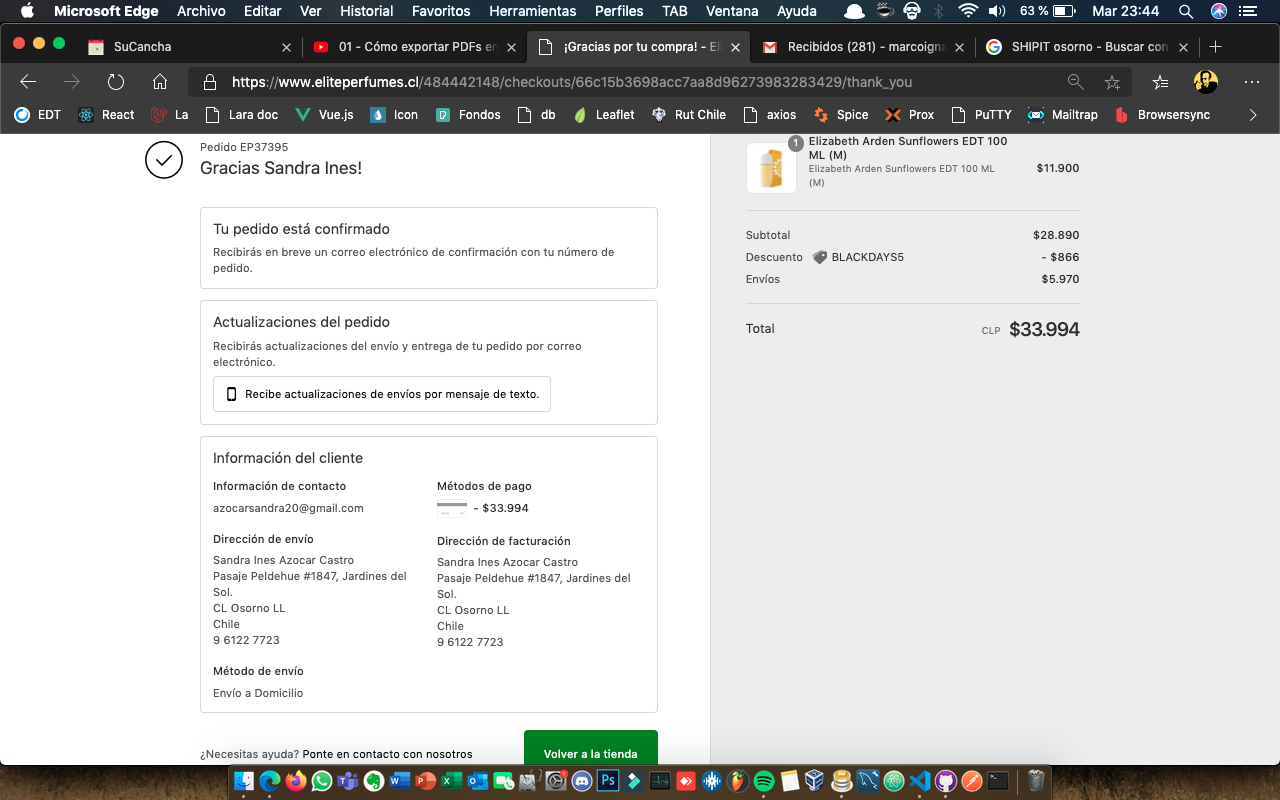 Microsoft Edge Archivo Editar Ver Historial Favoritos Herramientas Perfiles TAB Ventana Ayuda 63 % Mar 23:44
SuCancha
01 - Cómo exportar PDFs en
¡Gracias por tu compra! - Eli
Recibidos (281) - marcoigna
SHIPIT osorno - Buscar con
https://www.eliteperfumes.cl/484442148/checkouts/66c15b3698acc7aa8d96273983283429/thank_you
EDT React La Lara doc Vue.js Icon Fondos db Leaflet Rut Chile axios Spice Prox PuTTY Mailtrap Browsersync
Pedido EP37395
Gracias Sandra Ines!
Tu pedido está confirmado
Recibirás en breve un correo electrónico de confirmación con tu número de
pedido.
Actualizaciones del pedido
Recibirás actualizaciones del envío y entrega de tu pedido por correo
electrónico.
Recibe actualizaciones de envíos por mensaje de texto.
Información del cliente
Información de contacto
azocarsandra20@gmail.com
Métodos de pago
- $33.994
Dirección de envío
Sandra Ines Azocar Castro
Pasaje Peldehue #1847, Jardines del
Sol.
CL Osorno LL
Chile
9 6122 7723
Dirección de facturación
Sandra Ines Azocar Castro
Pasaje Peldehue #1847, Jardines del
Sol.
CL Osorno LL
Chile
9 6122 7723
Método de envío
Envío a Domicilio
¿Necesitas ayuda? Ponte en contacto con nosotros
Volver a la tienda
1
Elizabeth Arden Sunflowers EDT 100
ML (M)
Elizabeth Arden Sunflowers EDT 100 ML
(M)
$11.900
Subtotal $28.890
Descuento BLACKDAYS5 - $866
Envíos $5.970
Total CLP $33.994